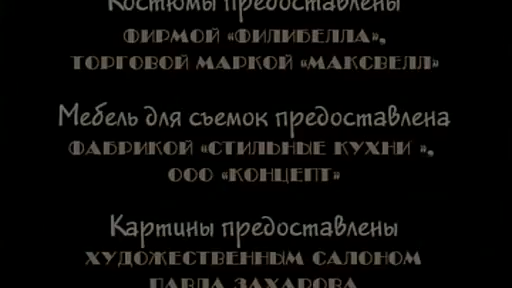 Костюмы предоставлены
ФИРМОЙ «ФИЛИБЕЛЛА»,
ТОРГОВОЙ МАРКОЙ «МАКСВЕЛЛ»
Мебель для съемок предоставлена
ФАБРИКОЙ «СТИЛЬНЫЕ КУХНИ »,
ООО «КОНЦЕПТ»
Картины предоставлены
ХУДОЖЕСТВЕННЫМ САЛОНОМ
ПАВЛА ЗАХАРОВА